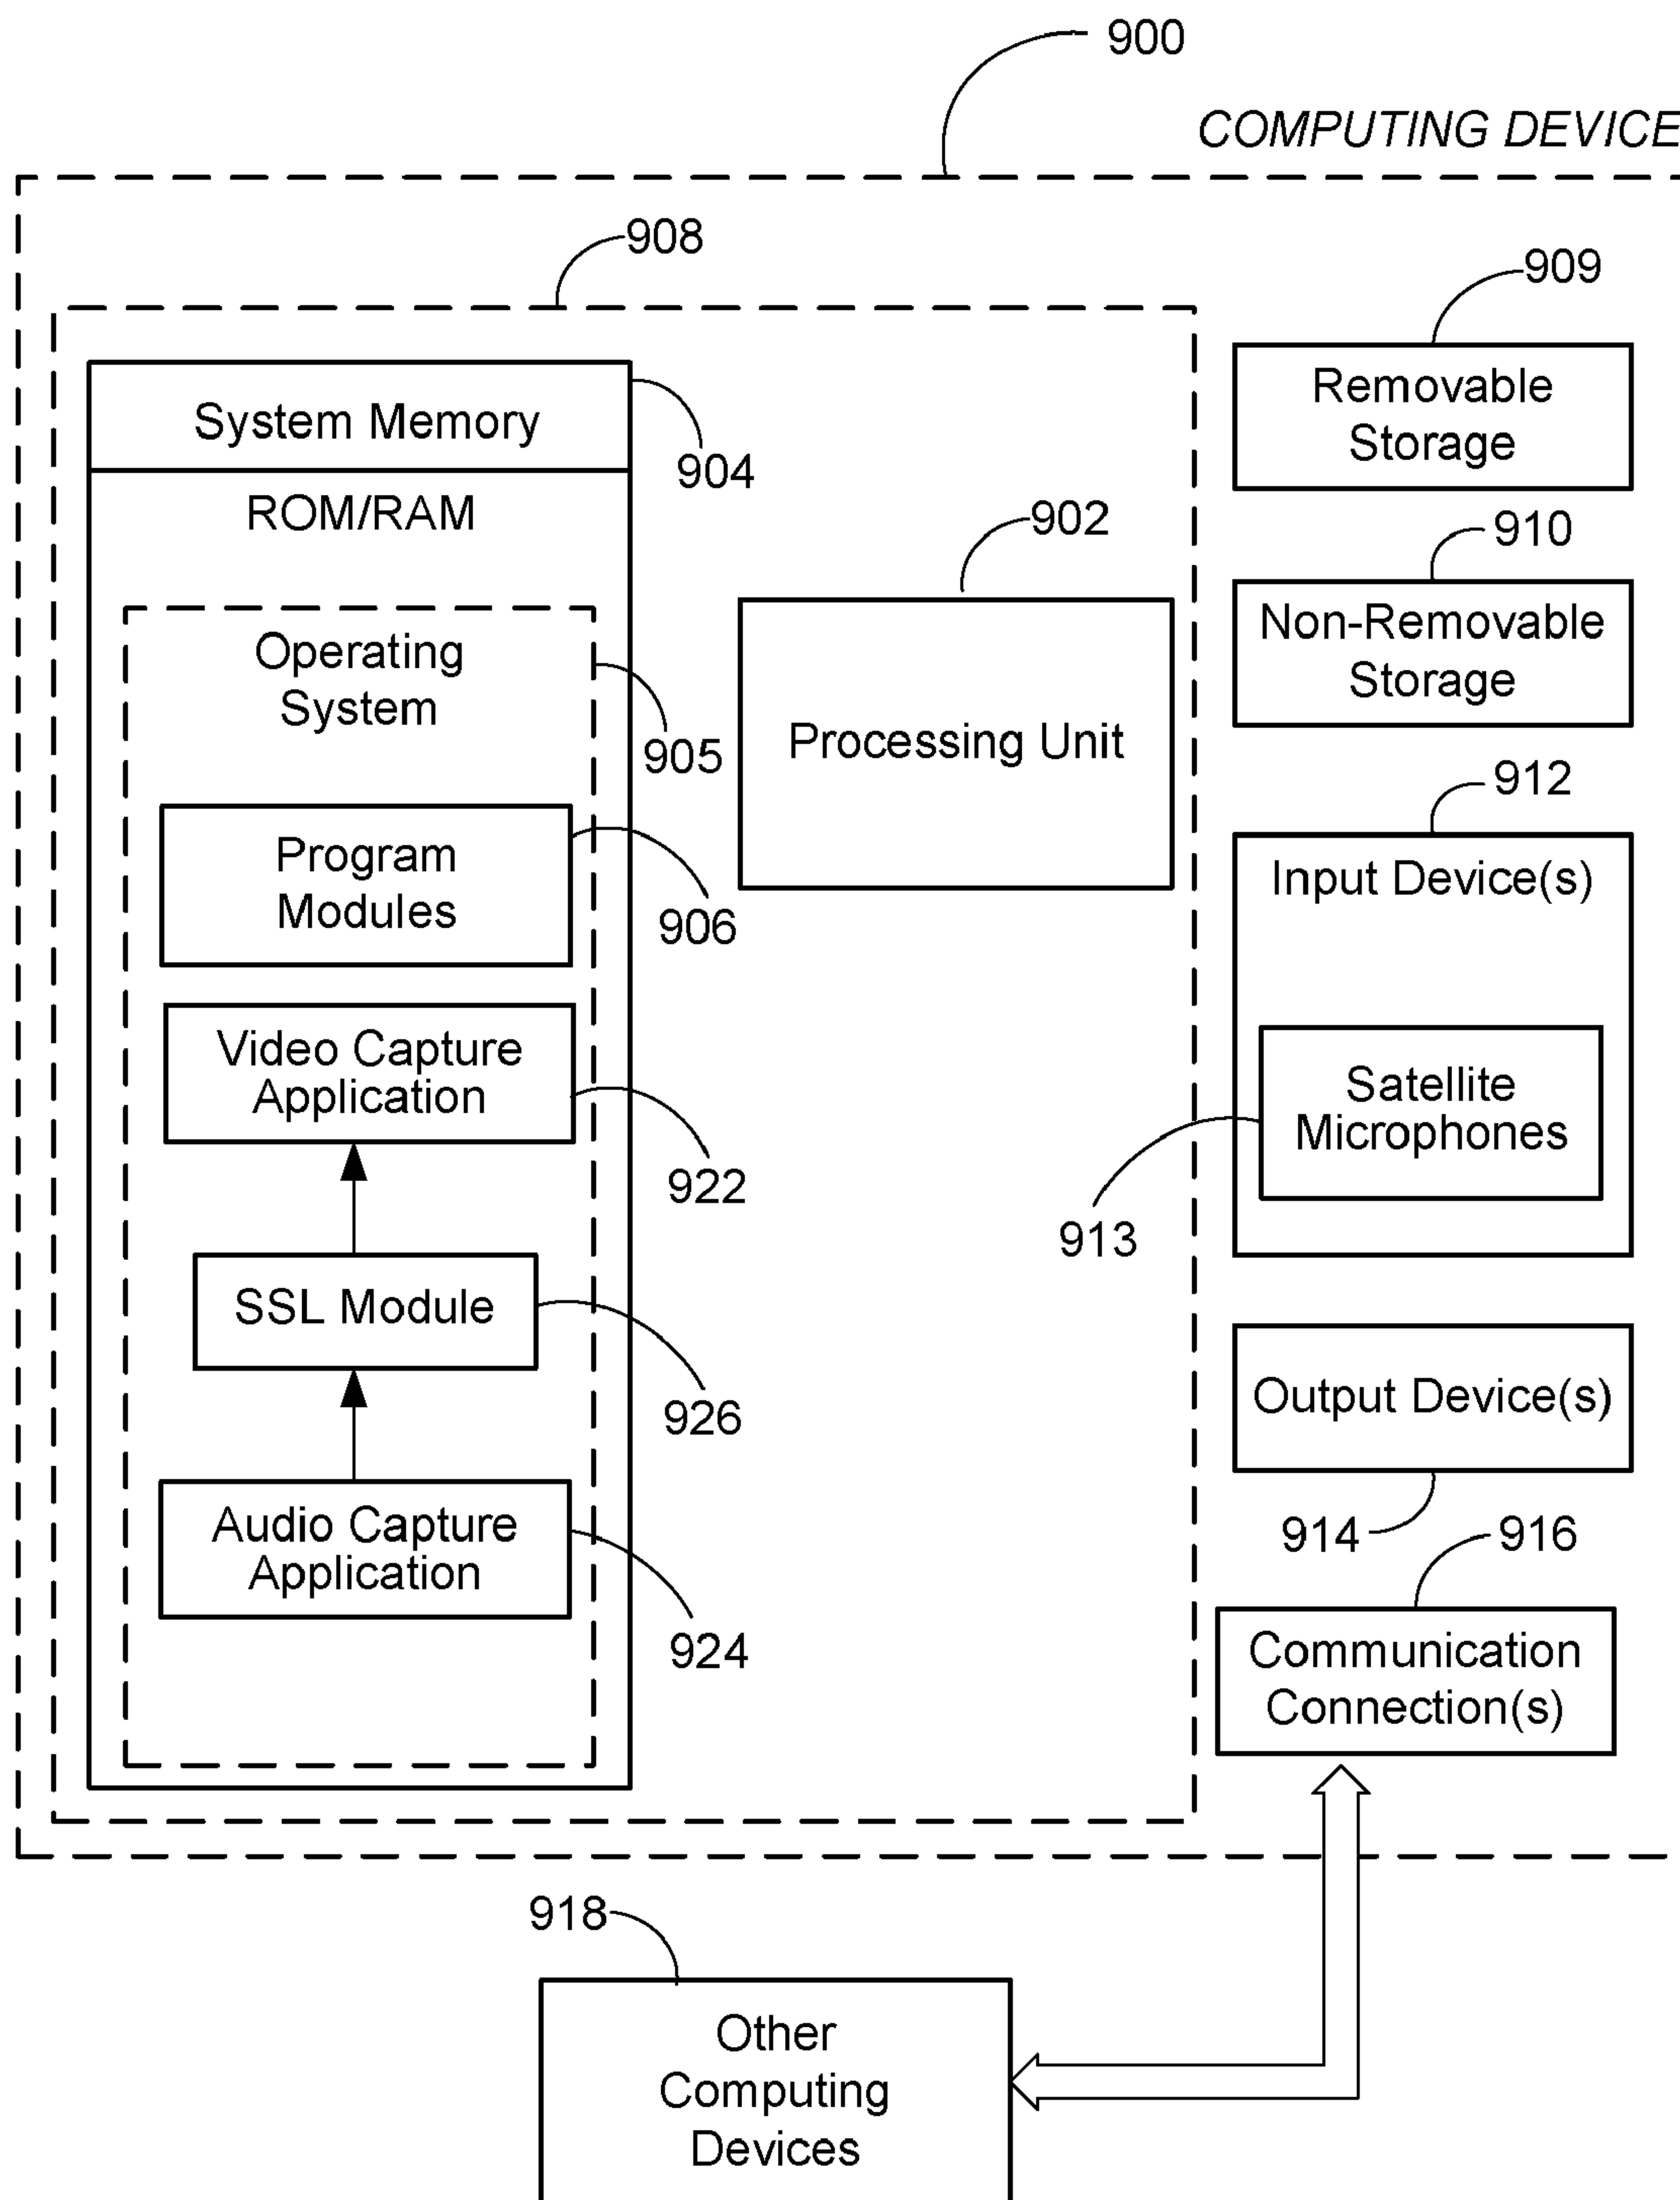 900
COMPUTING DEVICE
908
909
System Memory
904
ROM/RAM
Removable
Storage
902
910
Operating
System
905
Processing Unit
Non-Removable
Storage
912
Program
Modules
906
Input Device(s)
Video Capture
Application
922
Satellite
Microphones
913
SSL Module
926
Output Device(s)
914
Audio Capture
Application
924
916
Communication
Connection(s)
918
Other
Computing
Devices